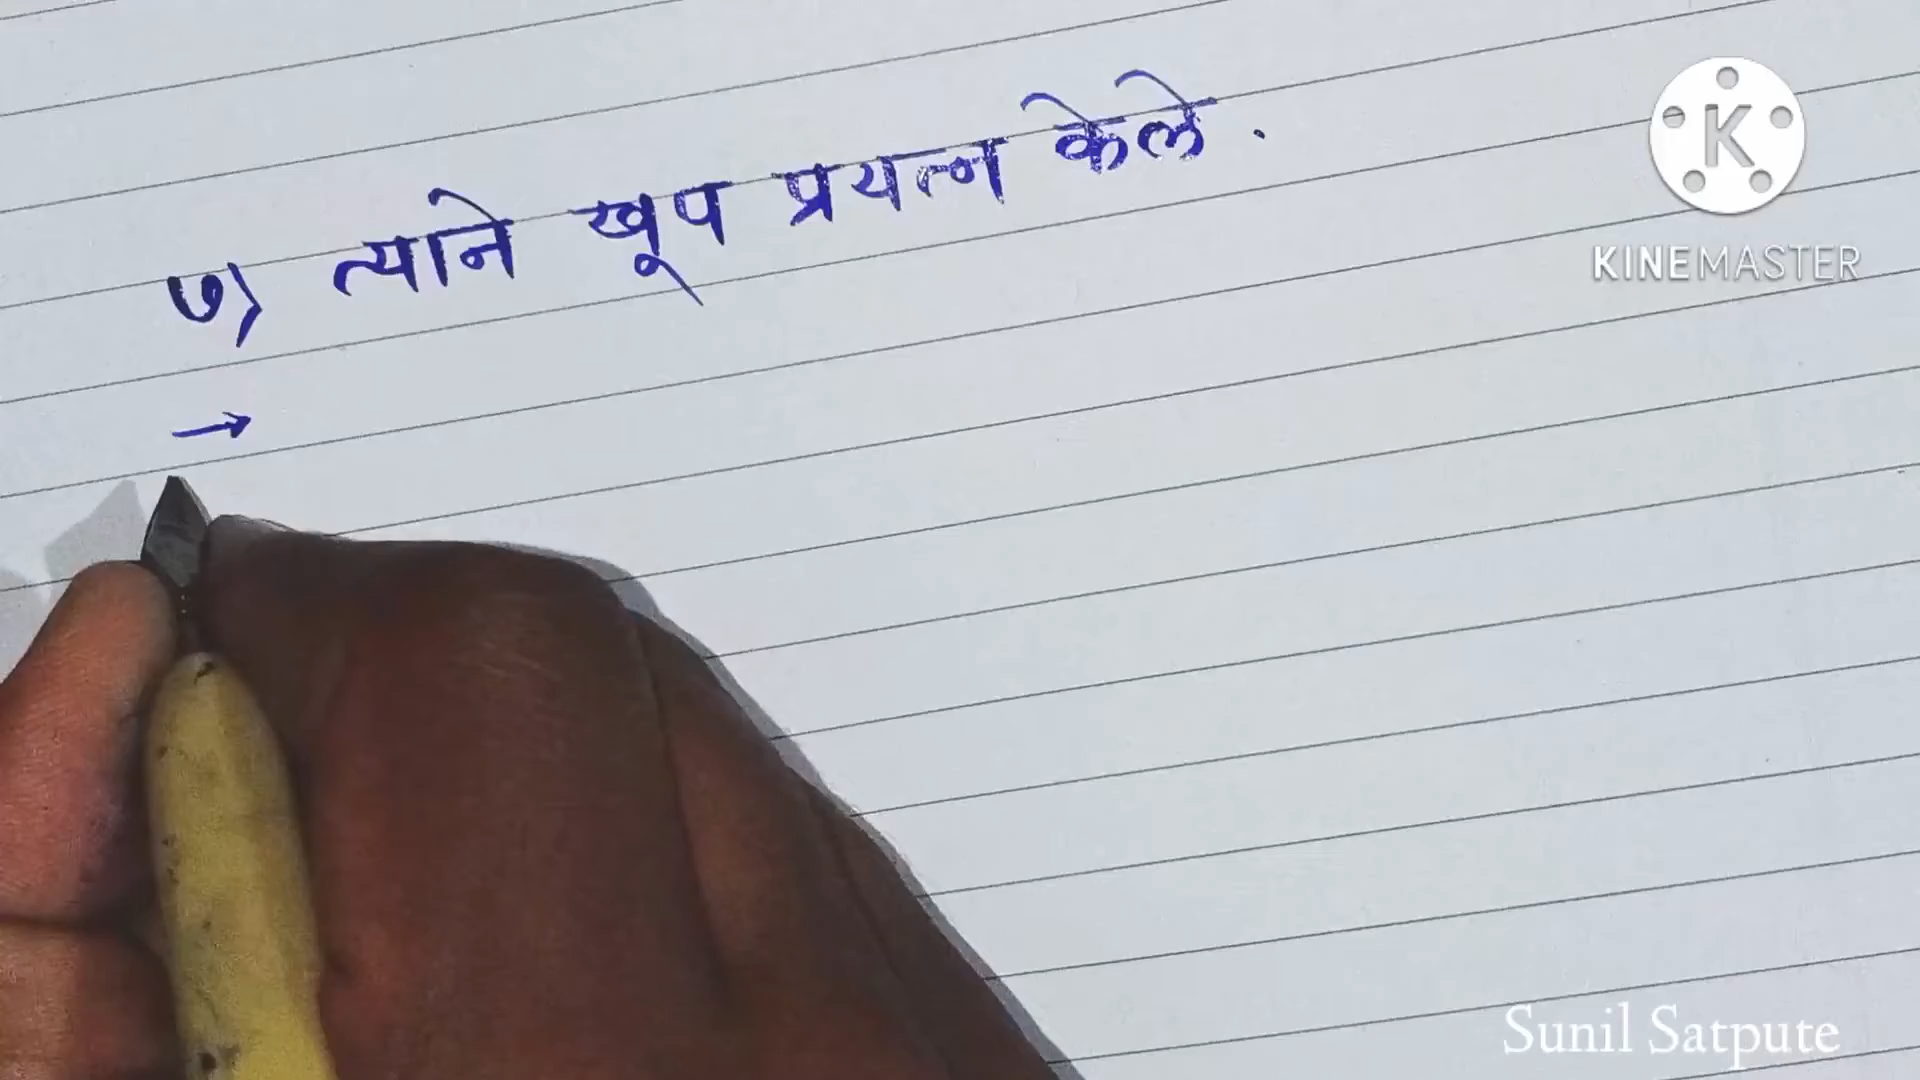 ७) त्याने खूप प्रयत्न केले .
→
K
KINEMASTER
Sunil Satpute